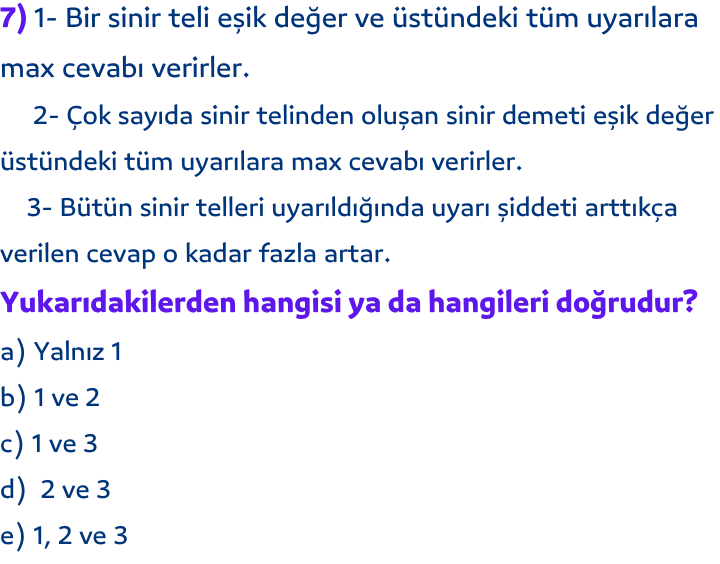 7) 1- Bir sinir teli eşik değer ve üstündeki tüm uyarılara
max cevabı verirler.
2- Çok sayıda sinir telinden oluşan sinir demeti eşik değer
üstündeki tüm uyarılara max cevabı verirler.
3- Bütün sinir telleri uyarıldığında uyarı şiddeti arttıkça
verilen cevap o kadar fazla artar.
Yukarıdakilerden hangisi ya da hangileri doğrudur?
a) Yalnız 1
b) 1 ve 2
c) 1 ve 3
d) 2 ve 3
e) 1, 2 ve 3